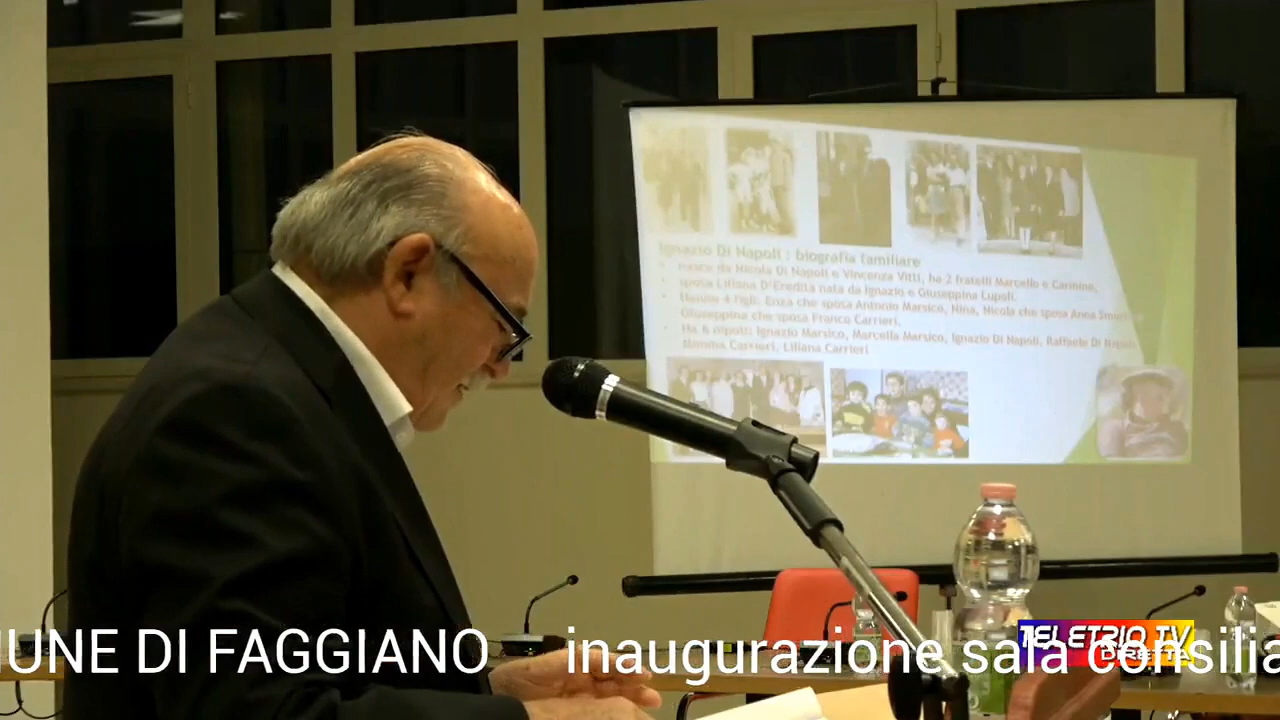 Ignazio Di Napoli : biografia familiare
nasce da Nicola Di Napoli e Vincenza Vitti, ha 2 fratelli Marcello e Carinina,
sposa Liliana D'Eredità nata da Ignazio e Giuseppina Lupoli.
Hanno 4 figli: Enza che sposa Antonio Marsico, Nina, Nicola che sposa Anna
Giuseppina che sposa Franco Carrieri.
Ha 6 nipoti: Ignazio Marsico, Marcella Marsico, Ignazio Di Napoli, Raffaele Di Napoli,
Mimma Carrieri, Liliana Carrieri
TELETRIO TV
DIRETTA
UNE DI FAGGIANO inaugurazione sala consilia